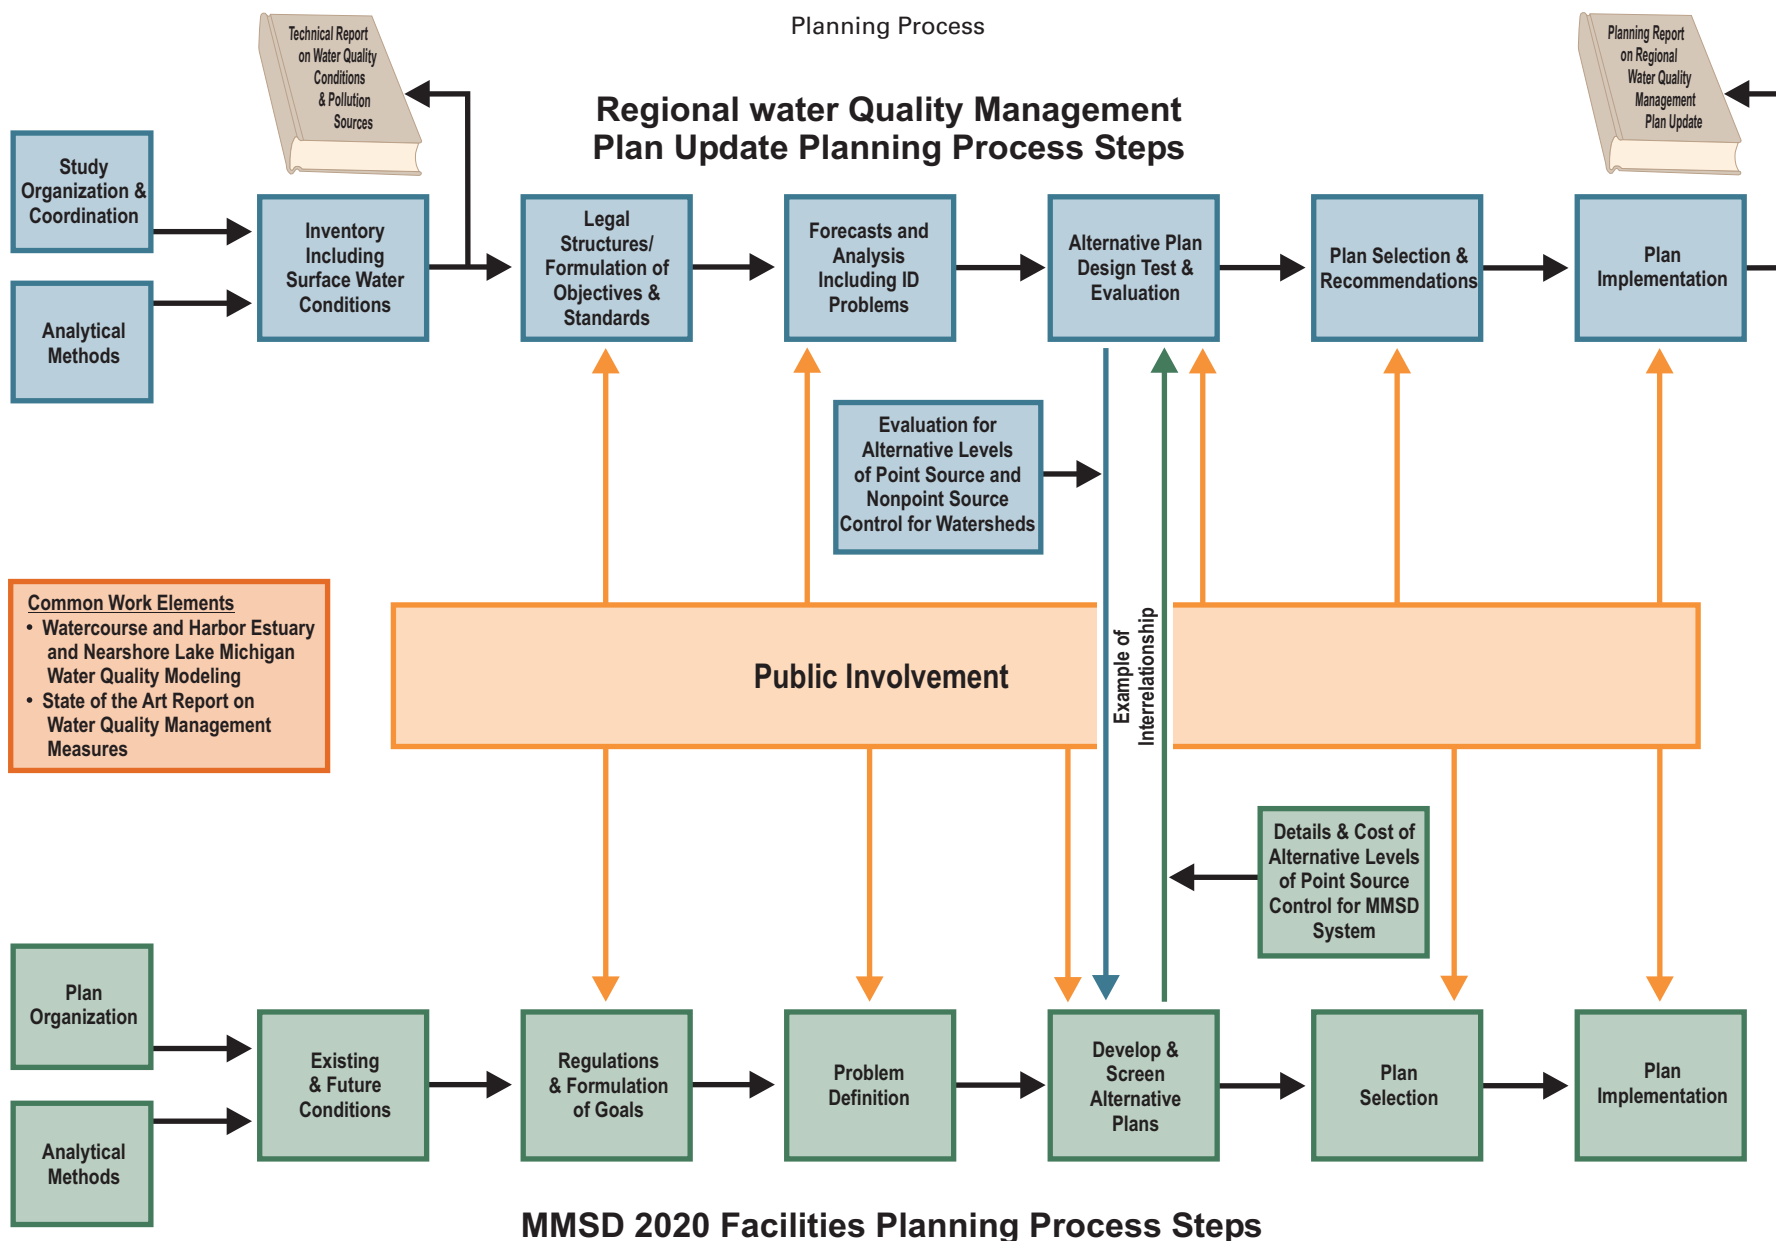 Planning Process
Technical Report
on Water Quality
Conditions
& Pollution
Sources
Planning Report
on Regional
Water Quality
Management
Plan Update
Regional water Quality Management
Plan Update Planning Process Steps
Study
Organization &
Coordination
Analytical
Methods
Inventory
Including
Surface Water
Conditions
Legal
Structures/
Formulation of
Objectives &
Standards
Forecasts and
Analysis
Including ID
Problems
Alternative Plan
Design Test &
Evaluation
Plan Selection &
Recommendations
Plan
Implementation
Evaluation for
Alternative Levels
of Point Source and
Nonpoint Source
Control for Watersheds
Common Work Elements
• Watercourse and Harbor Estuary
and Nearshore Lake Michigan
Water Quality Modeling
• State of the Art Report on
Water Quality Management
Measures
Public Involvement
Example of
Interrelationship
Details & Cost of
Alternative Levels
of Point Source
Control for MMSD
System
Plan
Organization
Analytical
Methods
Existing
& Future
Conditions
Regulations
& Formulation
of Goals
Problem
Definition
Develop &
Screen
Alternative
Plans
Plan
Selection
Plan
Implementation
MMSD 2020 Facilities Planning Process Steps